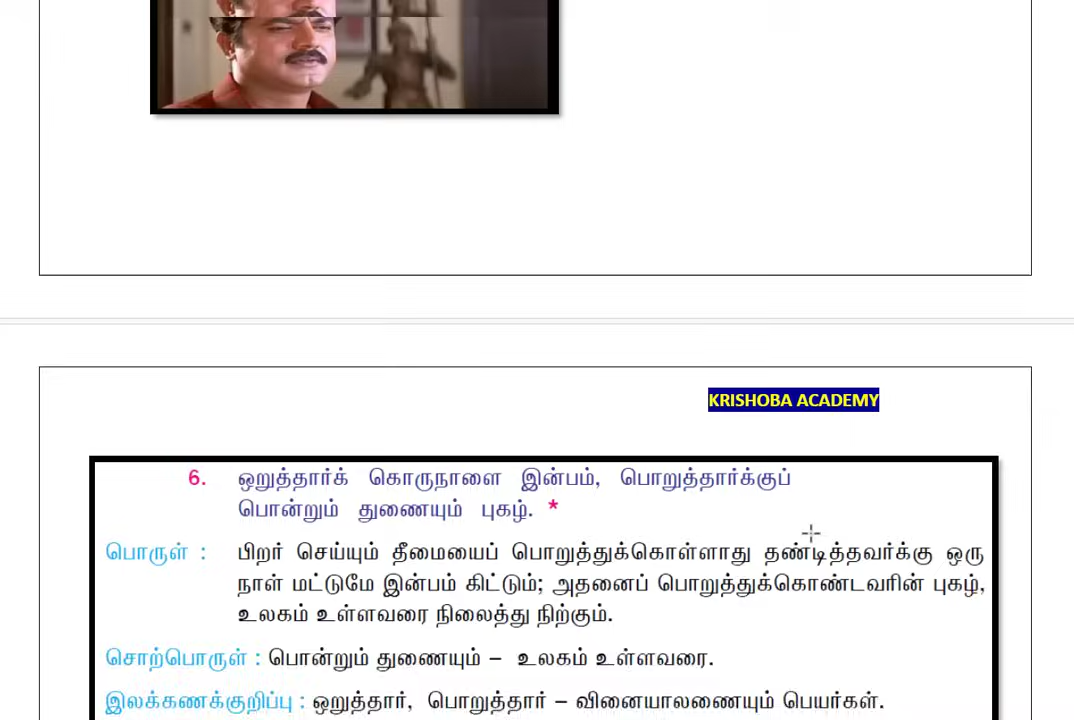 KRISHOBA ACADEMY
6. ஒறுத்தார்க் கொருநாளை இன்பம், பொறுத்தார்க்குப்
பொன்றும் துணையும் புகழ். *
பொருள் : பிறர் செய்யும் தீமையைப் பொறுத்துக்கொள்ளாது தண்டித்தவர்க்கு ஒரு
நாள் மட்டுமே இன்பம் கிட்டும்; அதனைப் பொறுத்துக்கொண்டவரின் புகழ்,
உலகம் உள்ளவரை நிலைத்து நிற்கும்.
சொற்பொருள் : பொன்றும் துணையும் – உலகம் உள்ளவரை.
இலக்கணக்குறிப்பு : ஒறுத்தார், பொறுத்தார் – வினையாலணையும் பெயர்கள்.